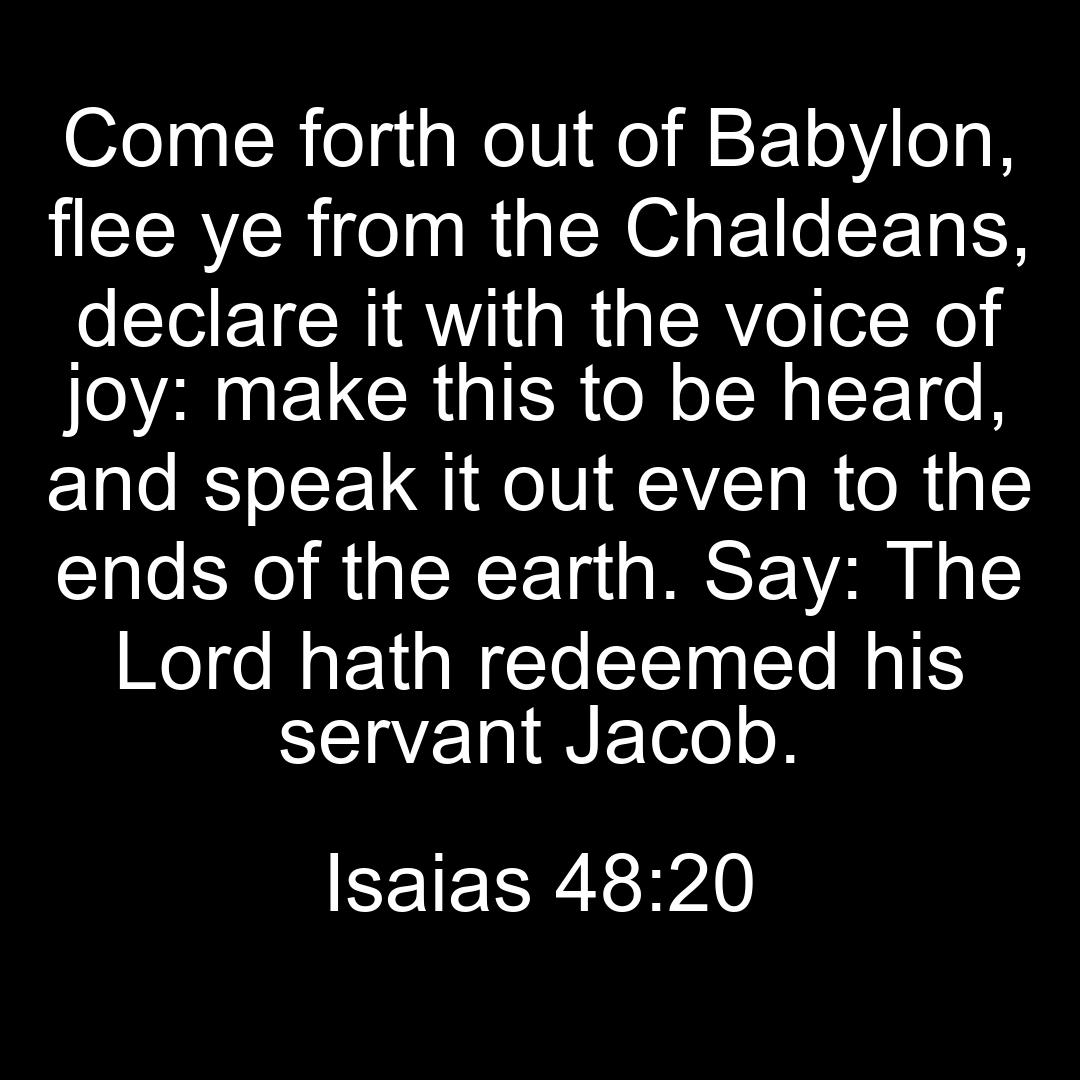 Come forth out of Babylon,
flee ye from the Chaldeans,
declare it with the voice of
joy: make this to be heard,
and speak it out even to the
ends of the earth. Say: The
Lord hath redeemed his
servant Jacob.
Isaias 48:20